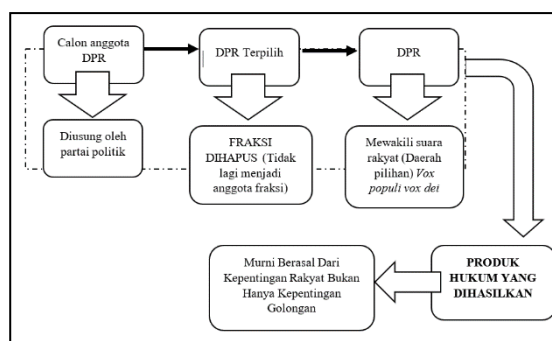 Calon anggota
DPR
DPR Terpilih
DPR
Diusung oleh
partai politik
FRAKSI
DIHAPUS (Tidak
lagi menjadi
anggota fraksi)
Mewakili suara
rakyat (Daerah
pilihan) Vox
populi vox dei
Murni Berasal Dari
Kepentingan Rakyat Bukan
Hanya Kepentingan
Golongan
PRODUK
HUKUM YANG
DIHASILKAN